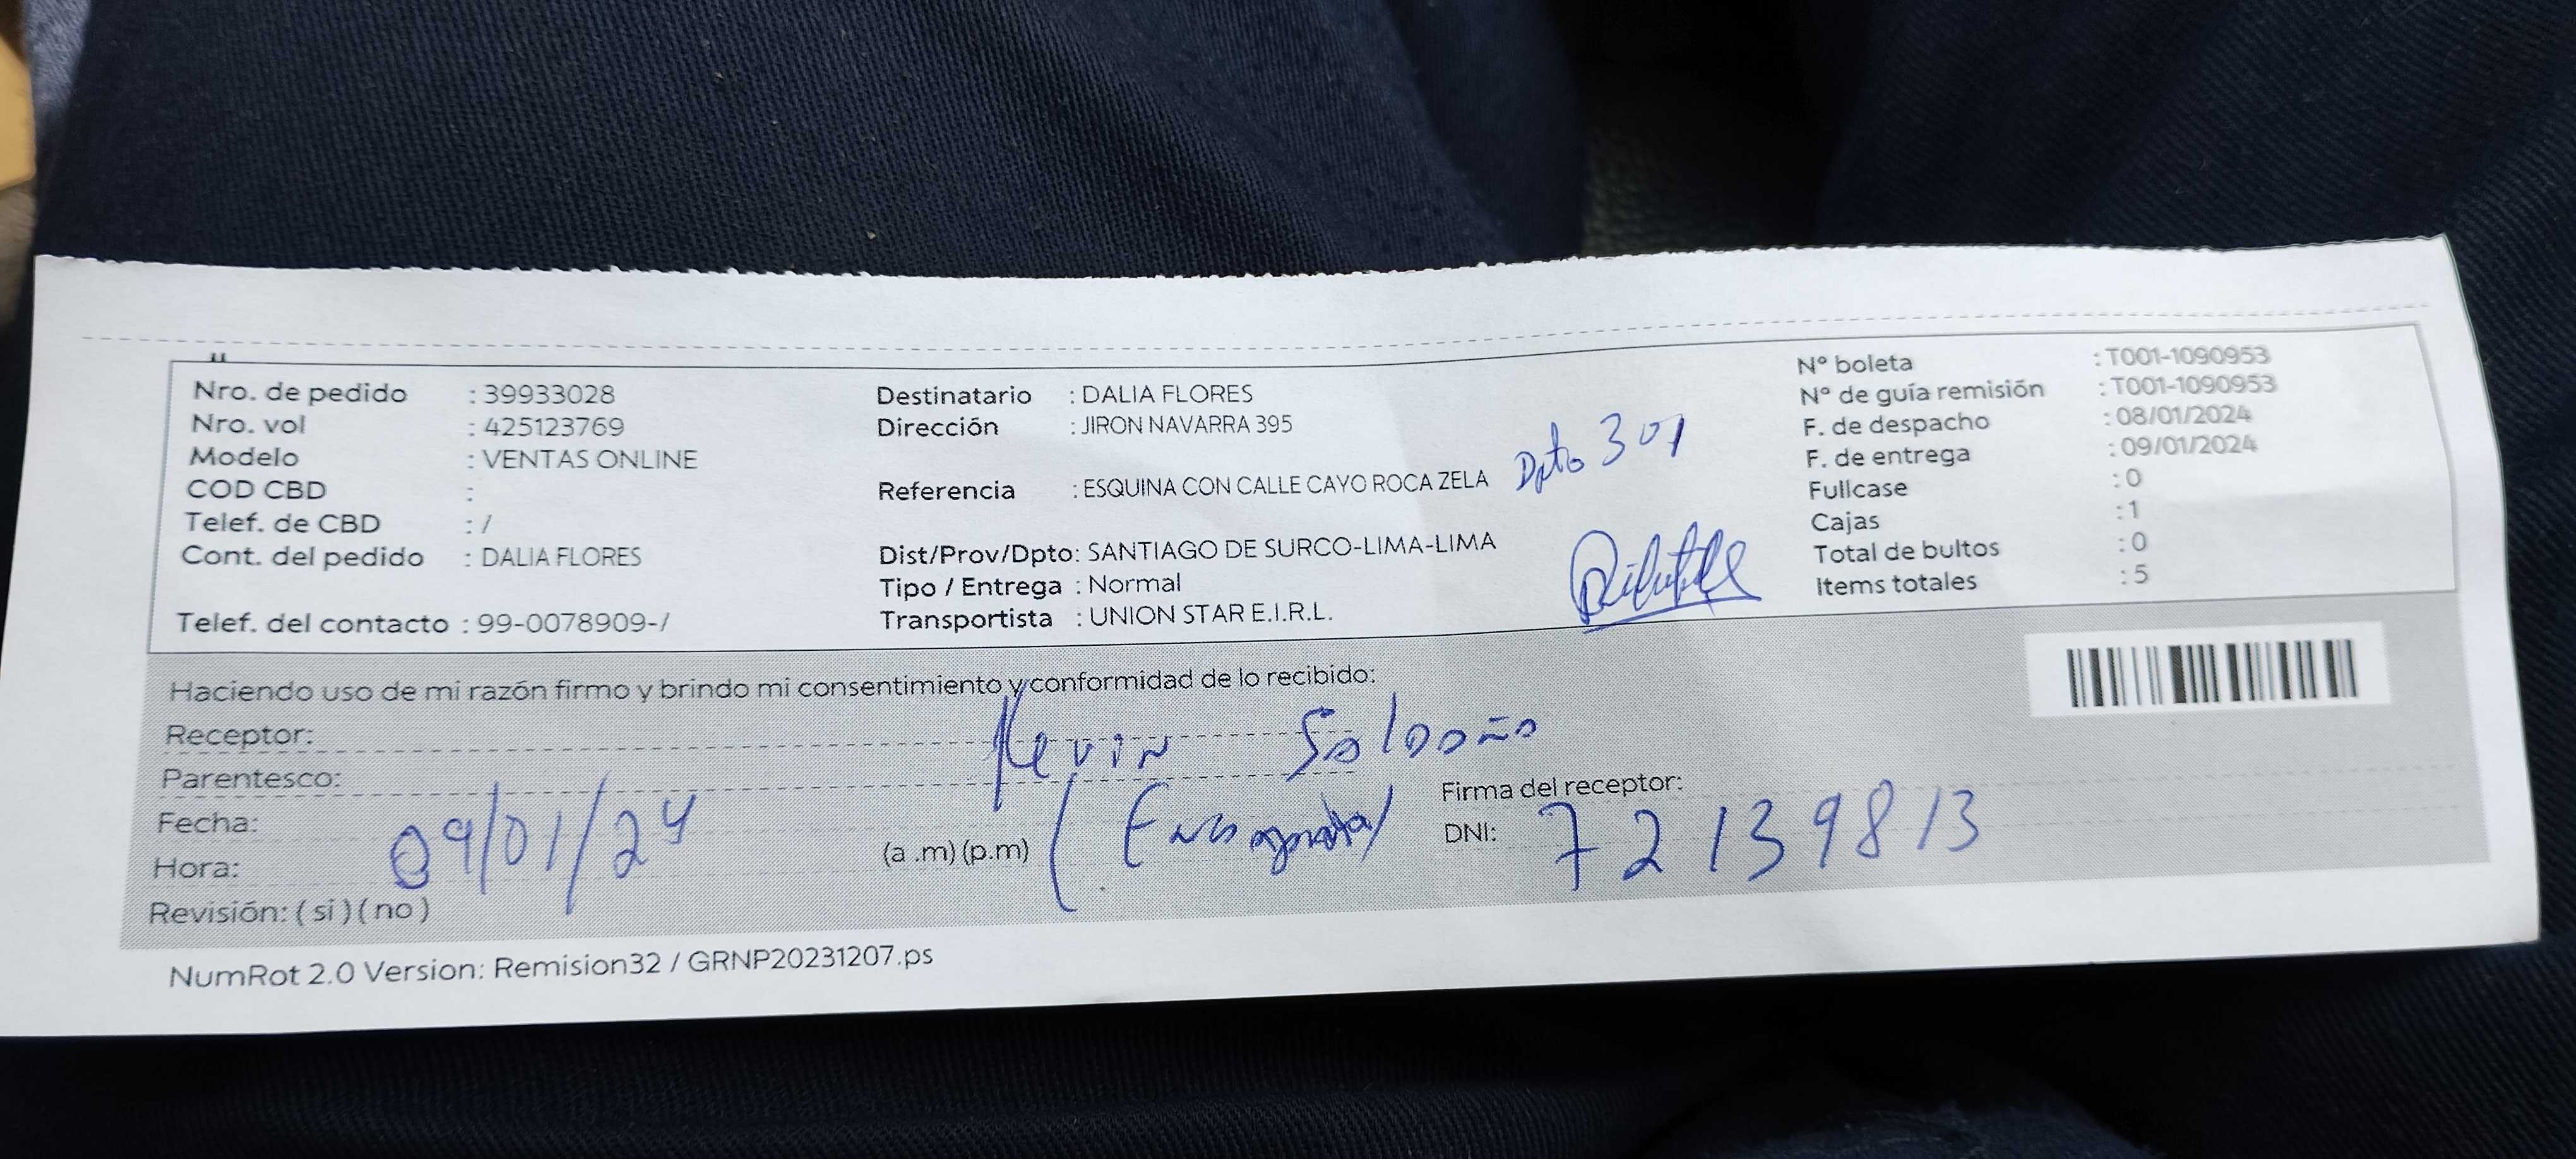 Nro. de pedido : 39933028
Nro. vol : 425123769
Modelo : VENTAS ONLINE
COD CBD :
Telef. de CBD : /
Cont. del pedido : DALIA FLORES
Telef. del contacto : 99-0078909-/
Destinatario : DALIA FLORES
Dirección : JIRON NAVARRA 395
Dpto 301
Referencia : ESQUINA CON CALLE CAYO ROCA ZELA
Dist/Prov/Dpto: SANTIAGO DE SURCO-LIMA-LIMA
Tipo / Entrega : Normal
Transportista : UNION STAR E.I.R.L.
Nº boleta : T001-1090953
Nº de guía remisión : T001-1090953
F. de despacho : 08/01/2024
F. de entrega : 09/01/2024
Fullcase : 0
Cajas : 1
Total de bultos : 0
Items totales : 5
Haciendo uso de mi razón firmo y brindo mi consentimiento y conformidad de lo recibido:
Receptor: Kevin Saldaña
Parentesco:
Firma del receptor:
Fecha: 09/01/24
DNI: 72139813
Hora: (a .m) (p.m)
Revisión: ( si ) ( no )
NumRot 2.0 Version: Remision32 / GRNP20231207.ps